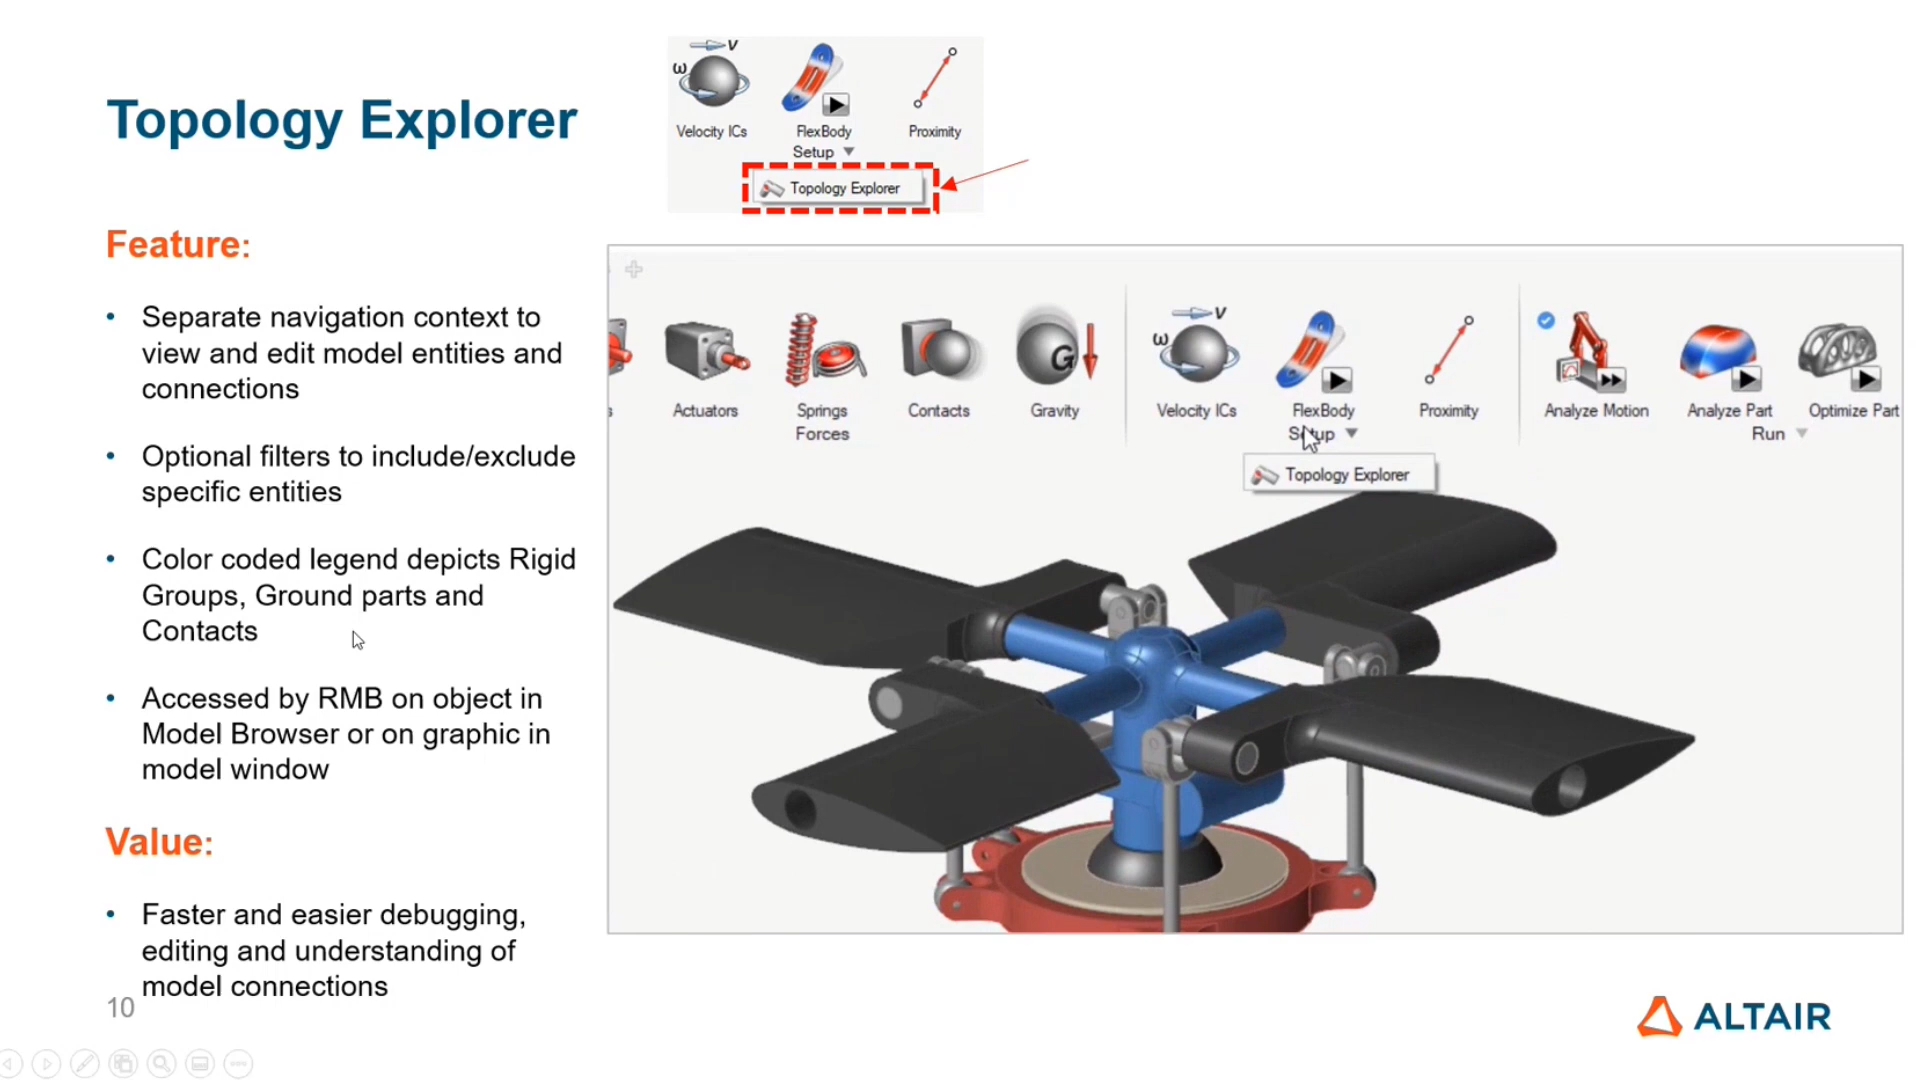 Topology Explorer
v
ω
Velocity ICs
FlexBody
Proximity
Setup
Topology Explorer
Feature:
• Separate navigation context to
view and edit model entities and
connections
• Optional filters to include/exclude
specific entities
• Color coded legend depicts Rigid
Groups, Ground parts and
Contacts
• Accessed by RMB on object in
Model Browser or on graphic in
model window
Value:
• Faster and easier debugging,
editing and understanding of
model connections
s
Actuators
Springs
Contacts
G
Gravity
Forces
v
ω
Velocity ICs
FlexBody
Proximity
Setup
Topology Explorer
Analyze Motion
Analyze Part
Optimize Part
Run
10
ALTAIR